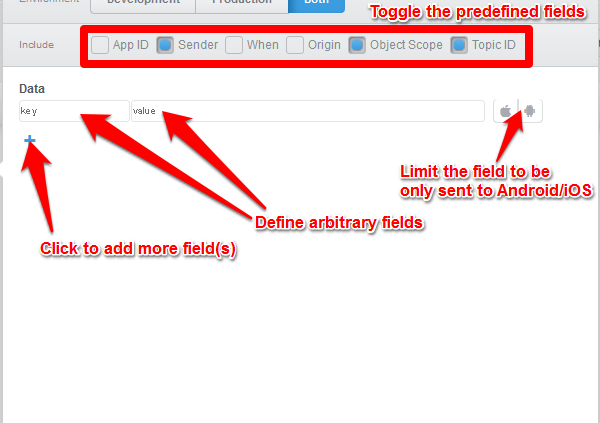 Environment Development Production Both
Toggle the predefined fields
Include App ID Sender When Origin Object Scope Topic ID
Data
key value
Limit the field to be
only sent to Android/iOS
Define arbitrary fields
Click to add more field(s)